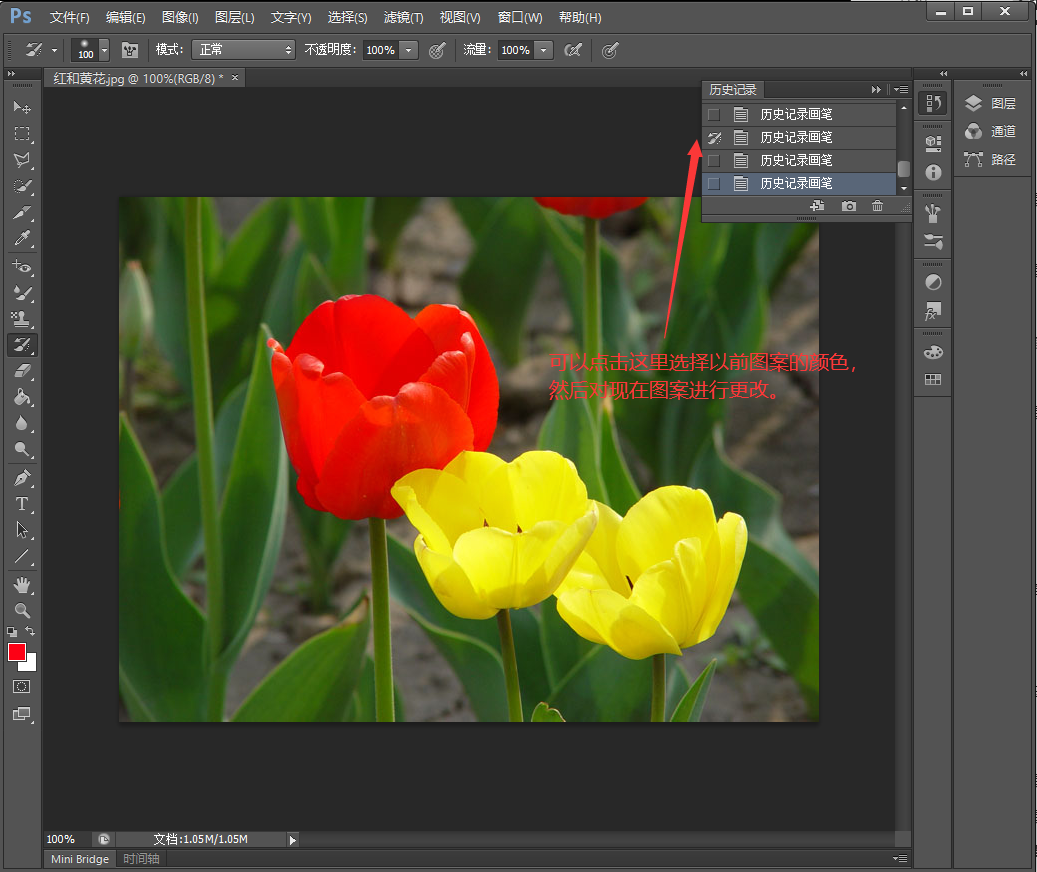 Ps 文件(F) 编辑(E) 图像(I) 图层(L) 文字(Y) 选择(S) 滤镜(T) 视图(V) 窗口(W) 帮助(H)
100 模式: 正常 不透明度: 100% 流量: 100%
红和黄花.jpg @ 100%(RGB/8) * ×
历史记录
历史记录画笔
历史记录画笔
历史记录画笔
历史记录画笔
图层
通道
路径
可以点击这里选择以前图案的颜色，
然后对现在图案进行更改。
100% 文档:1.05M/1.05M
Mini Bridge 时间轴